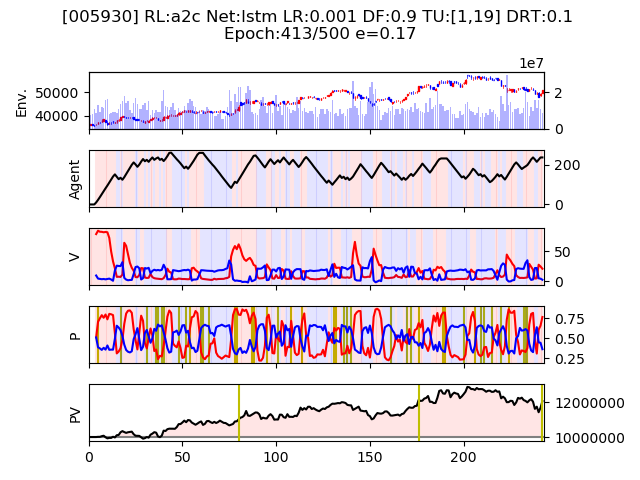 [005930] RL:a2c Net:lstm LR:0.001 DF:0.9 TU:[1,19] DRT:0.1
Epoch:413/500 e=0.17
1e7
Env.
50000
40000
2
0
Agent
200
0
V
50
0
P
0.75
0.50
0.25
PV
12000000
10000000
0 50 100 150 200